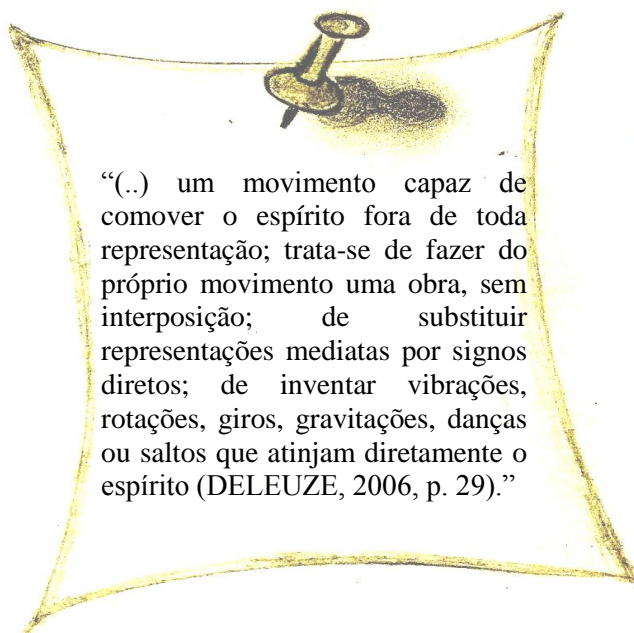 “(..) um movimento capaz de
comover o espírito fora de toda
representação; trata-se de fazer do
próprio movimento uma obra, sem
interposição; de substituir
representações mediatas por signos
diretos; de inventar vibrações,
rotações, giros, gravitações, danças
ou saltos que atinjam diretamente o
espírito (DELEUZE, 2006, p. 29).”